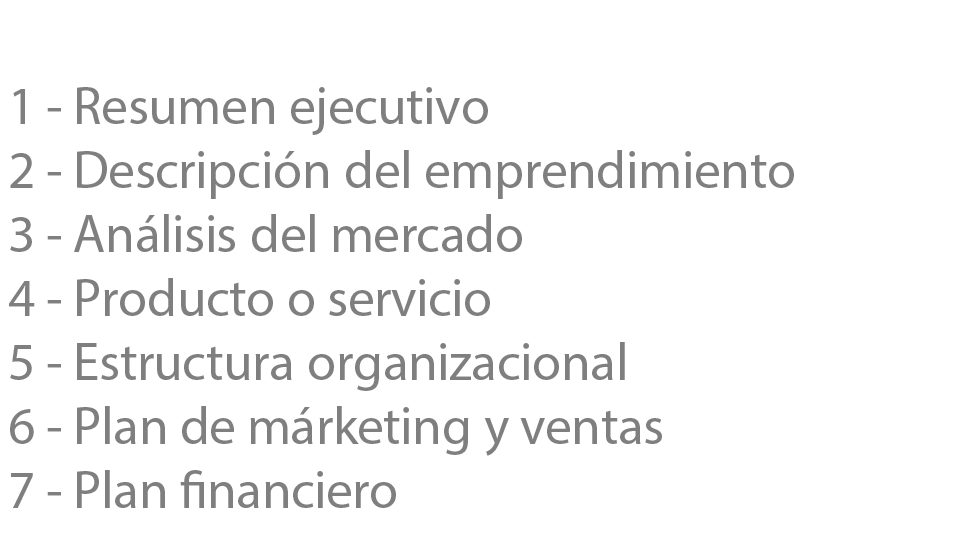 1 - Resumen ejecutivo
2 - Descripción del emprendimiento
3 - Análisis del mercado
4 - Producto o servicio
5 - Estructura organizacional
6 - Plan de márketing y ventas
7 - Plan financiero